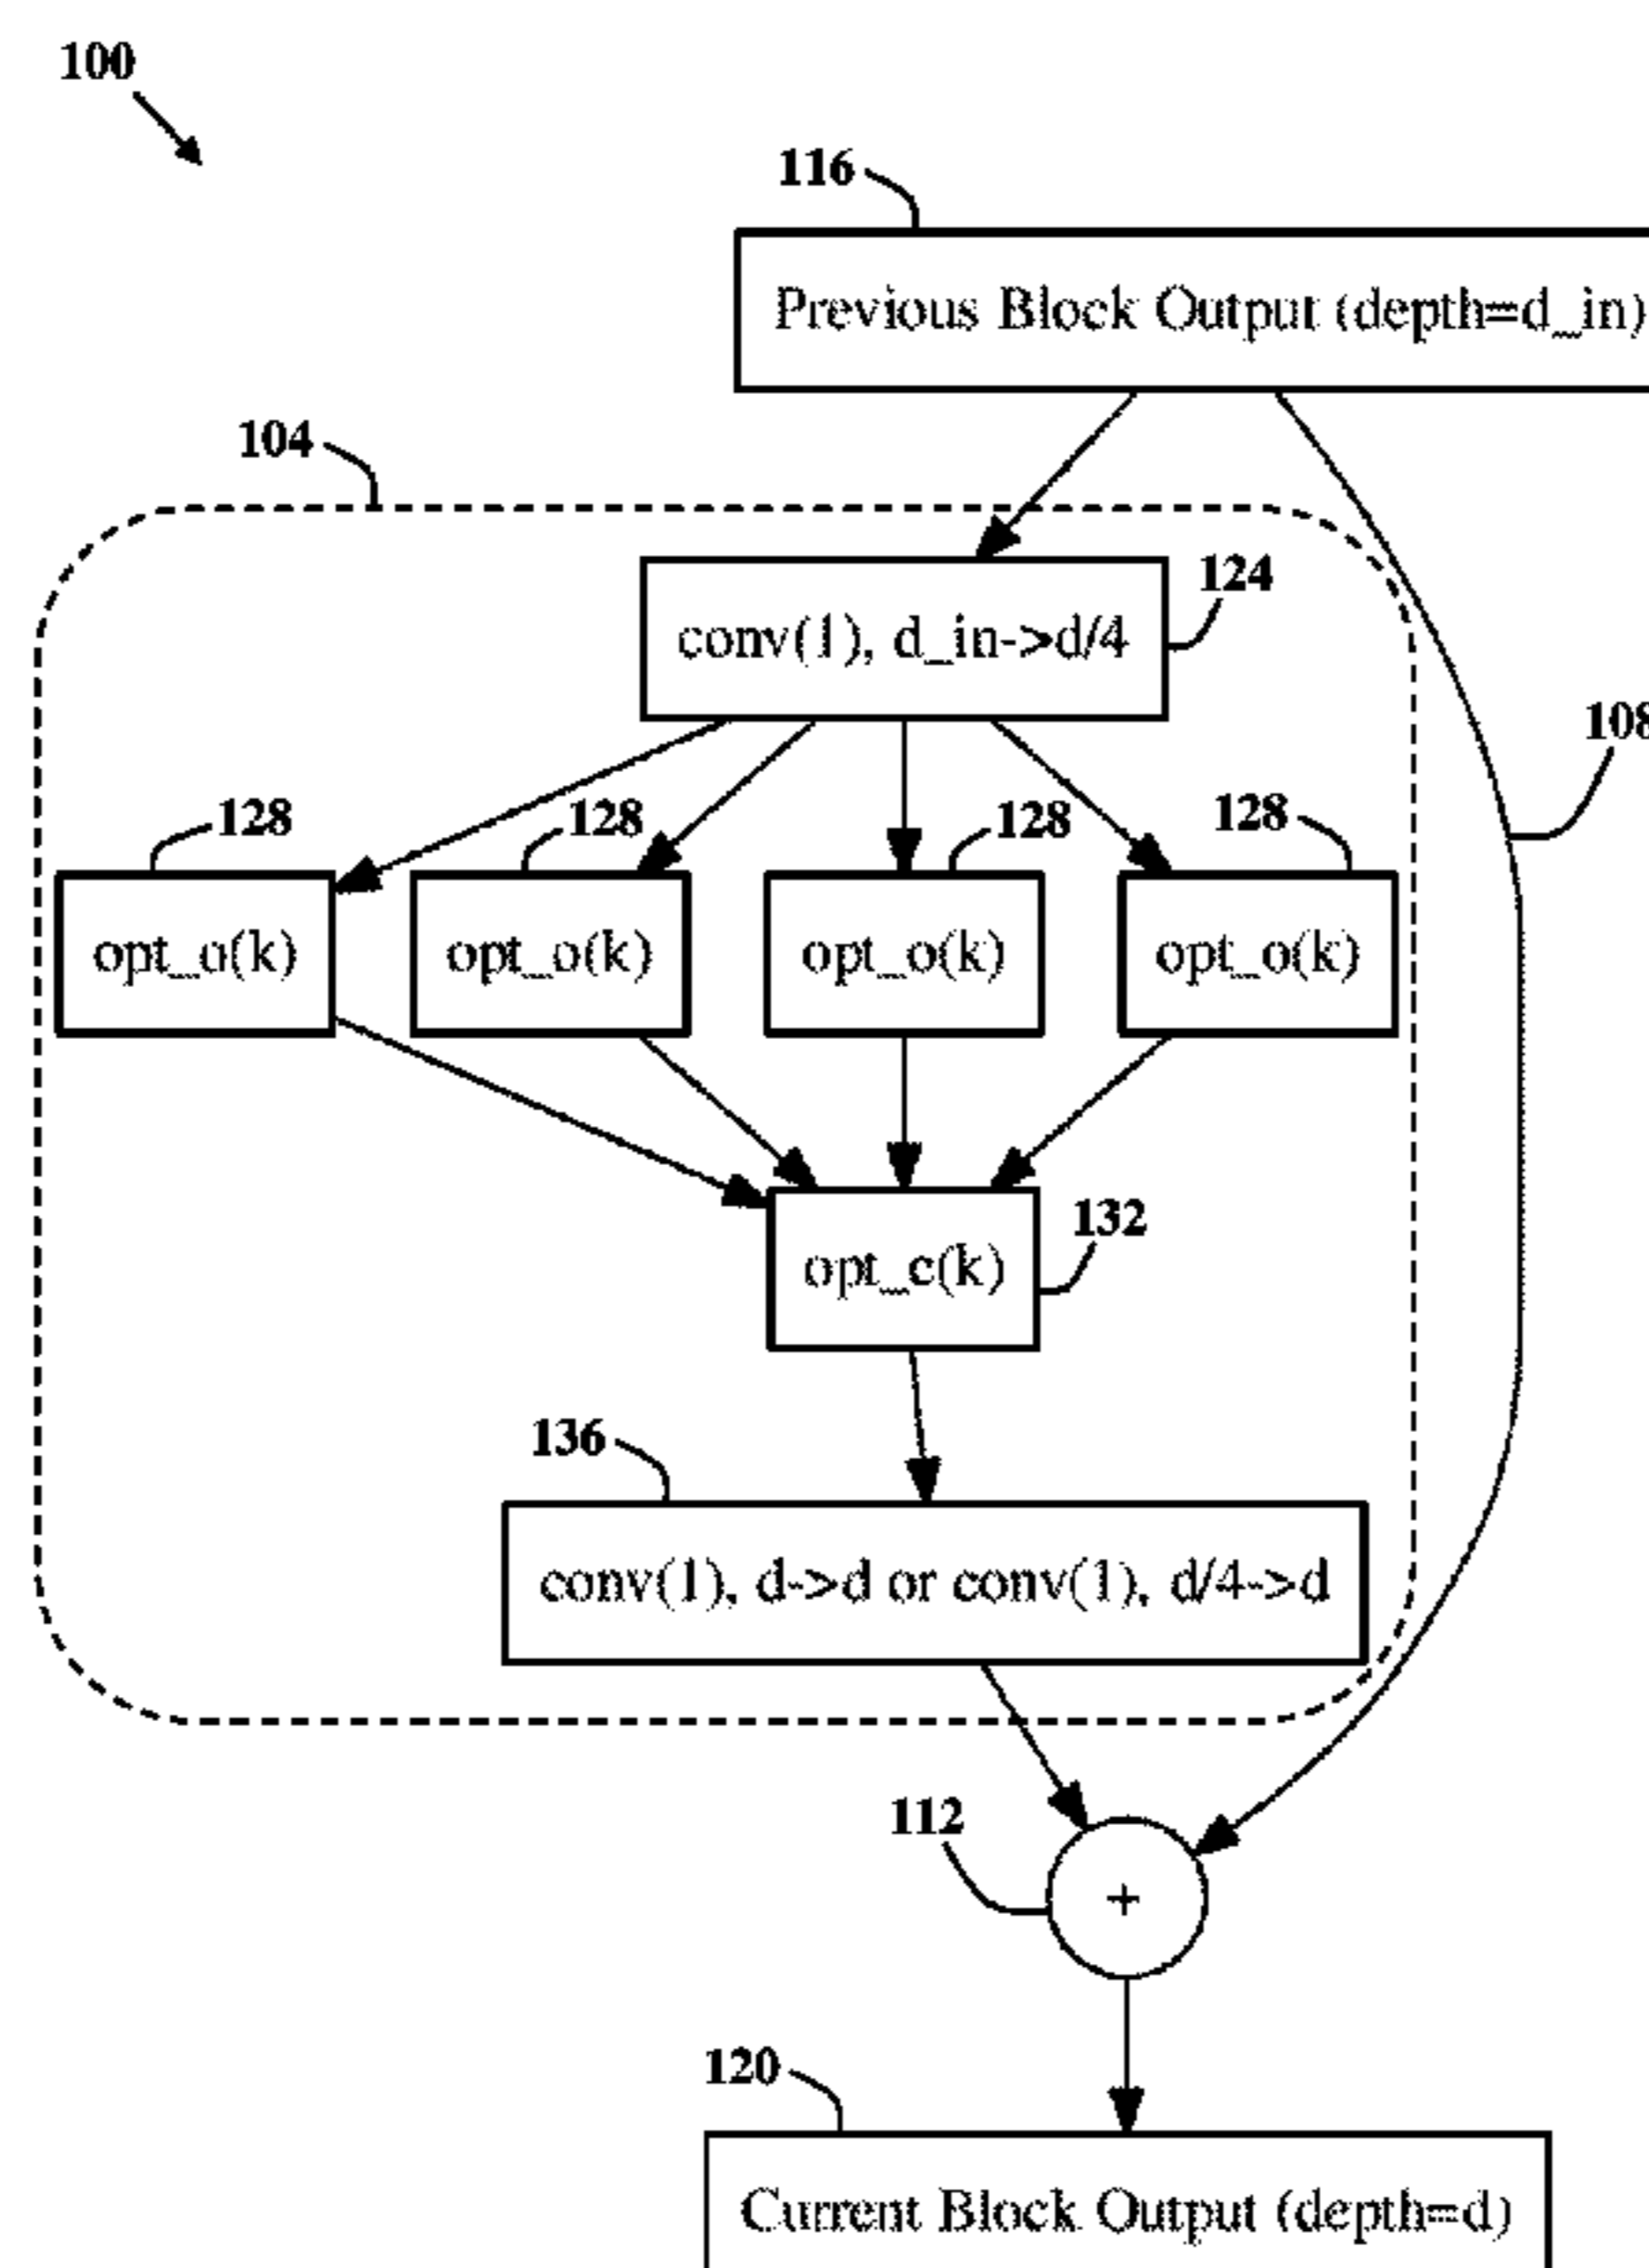 100
116
Previous Block Output (depth=d_in)
104
124
conv(1), d_in->d/4
108
128
128
128
128
opt_o(k)
opt_o(k)
opt_o(k)
opt_o(k)
132
opt_c(k)
136
conv(1), d->d or conv(1), d/4->d
112
+
120
Current Block Output (depth=d)